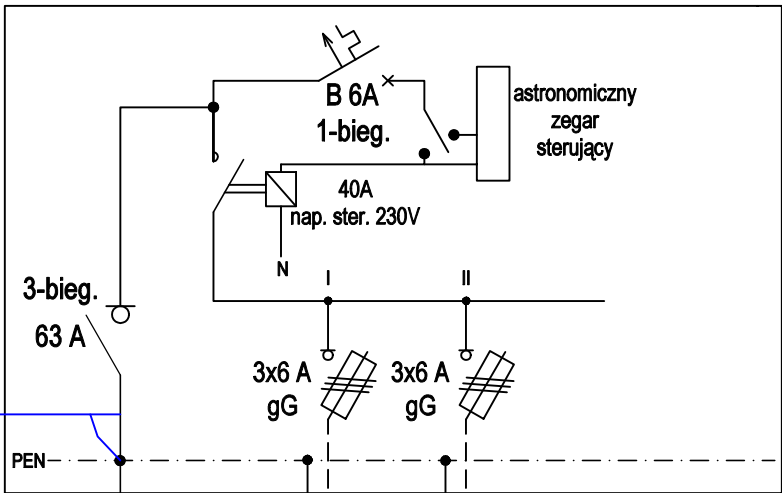 B 6A
1-bieg.
astronomiczny
zegar
sterujący
40A
nap. ster. 230V
N
I
II
3-bieg.
63 A
3x6 A
gG
3x6 A
gG
PEN